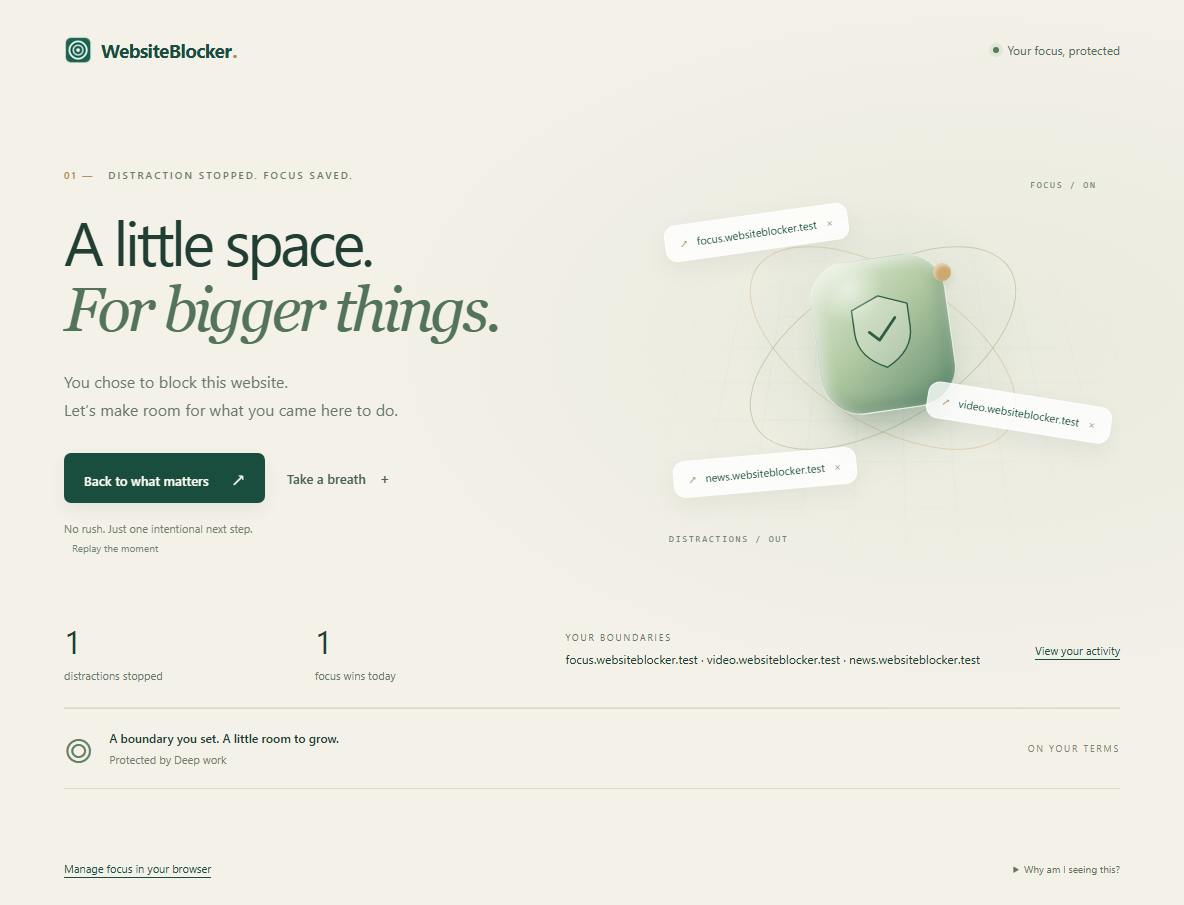 WebsiteBlocker.
Your focus, protected
01 — DISTRACTION STOPPED. FOCUS SAVED.
FOCUS / ON
A little space.
For bigger things.
↗ focus.websiteblocker.test ×
You chose to block this website.
Let's make room for what you came here to do.
↗ video.websiteblocker.test ×
↗ news.websiteblocker.test ×
Back to what matters ↗
Take a breath +
No rush. Just one intentional next step.
Replay the moment
DISTRACTIONS / OUT
1
distractions stopped
1
focus wins today
YOUR BOUNDARIES
focus.websiteblocker.test · video.websiteblocker.test · news.websiteblocker.test
View your activity
A boundary you set. A little room to grow.
Protected by Deep work
ON YOUR TERMS
Manage focus in your browser
▶ Why am I seeing this?